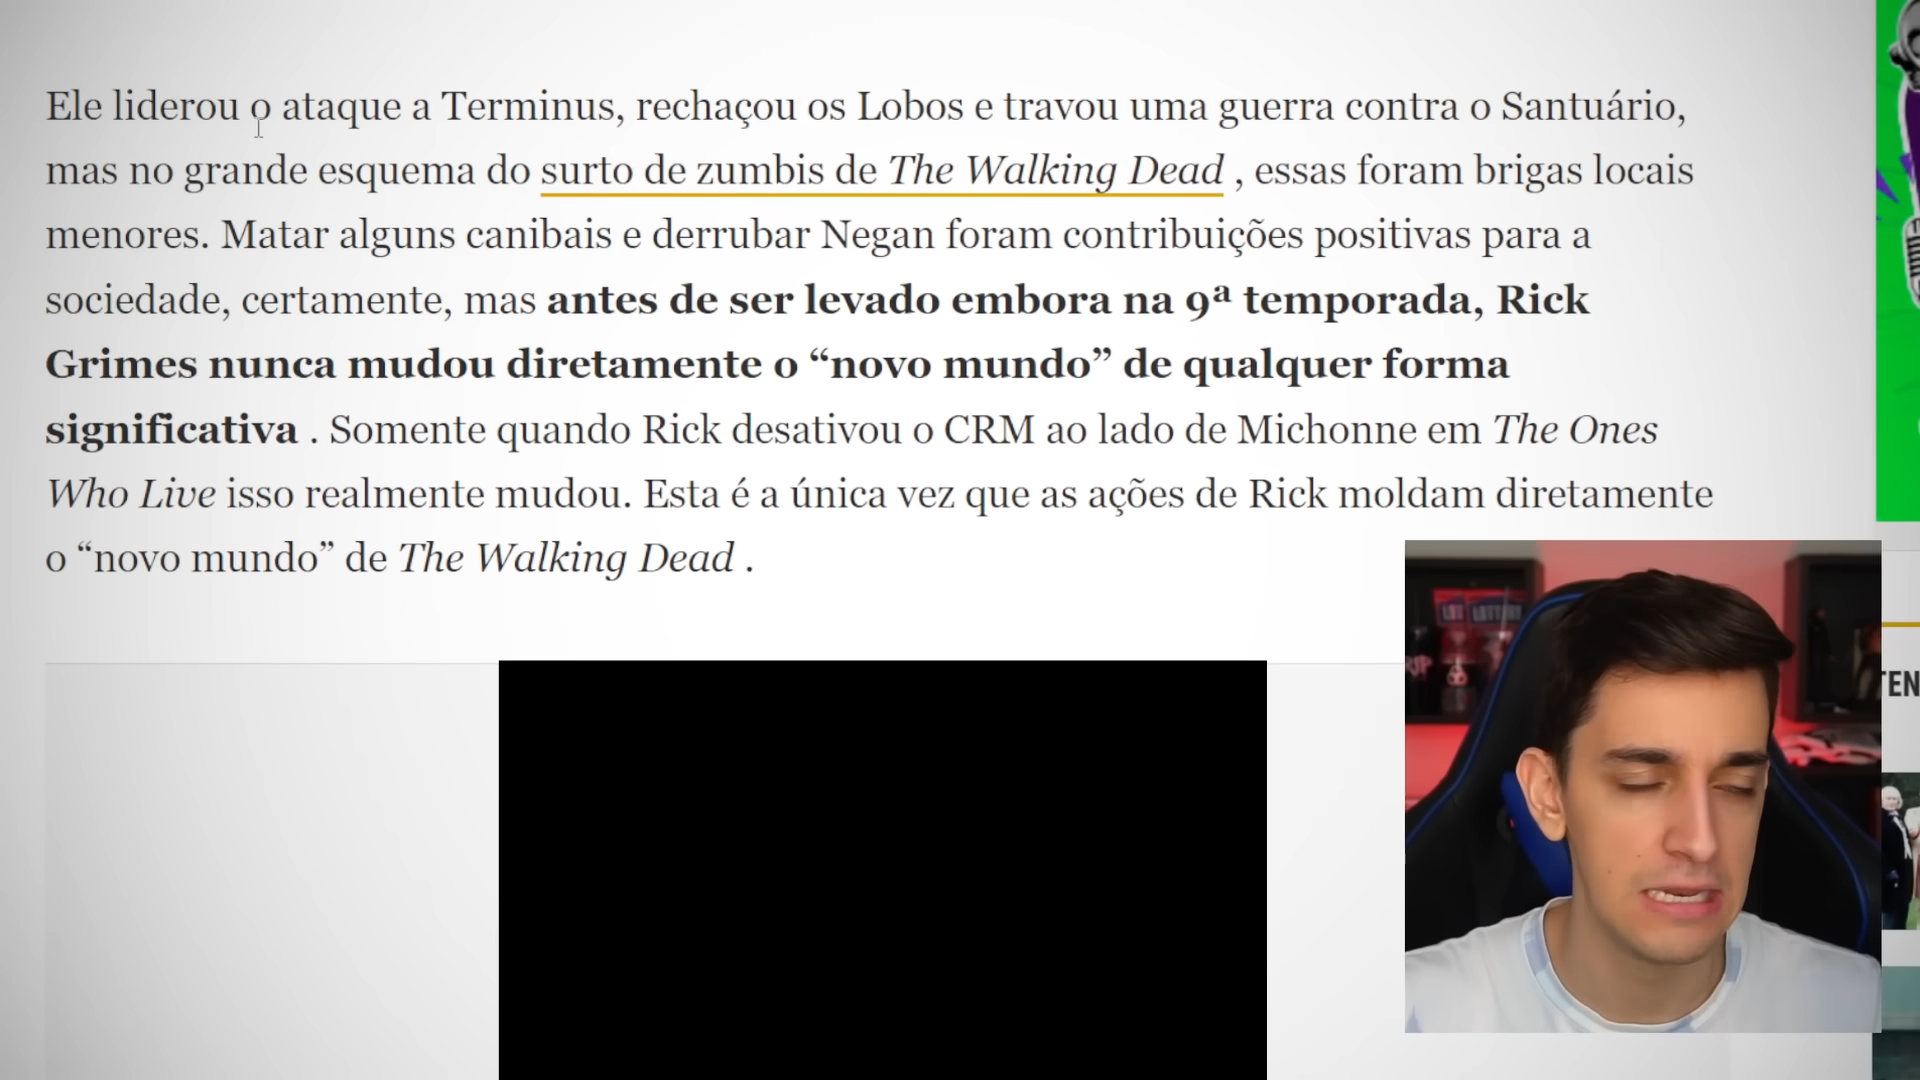 Ele liderou o ataque a Terminus, rechaçou os Lobos e travou uma guerra contra o Santuário,
mas no grande esquema do surto de zumbis de The Walking Dead , essas foram brigas locais
menores. Matar alguns canibais e derrubar Negan foram contribuições positivas para a
sociedade, certamente, mas antes de ser levado embora na 9ª temporada, Rick
Grimes nunca mudou diretamente o “novo mundo” de qualquer forma
significativa . Somente quando Rick desativou o CRM ao lado de Michonne em The Ones
Who Live isso realmente mudou. Esta é a única vez que as ações de Rick moldam diretamente
o “novo mundo” de The Walking Dead .
TEN